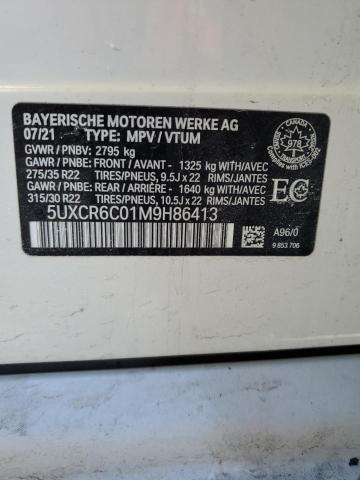 BAYERISCHE MOTOREN WERKE AG
07/21 TYPE: MPV / VTUM
GVWR / PNBV: 2795 kg
GAWR / PNBE: FRONT / AVANT - 1325 kg WITH/AVEC
275/35 R22 TIRES/PNEUS, 9.5J x 22 RIMS/JANTES
GAWR / PNBE: REAR / ARRIÈRE - 1640 kg WITH/AVEC
315/30 R22 TIRES/PNEUS, 10.5J x 22 RIMS/JANTES
5UXCR6C01M9H86413
CANADA
978
TRANSPORT
EC
A96/0
9 853 706